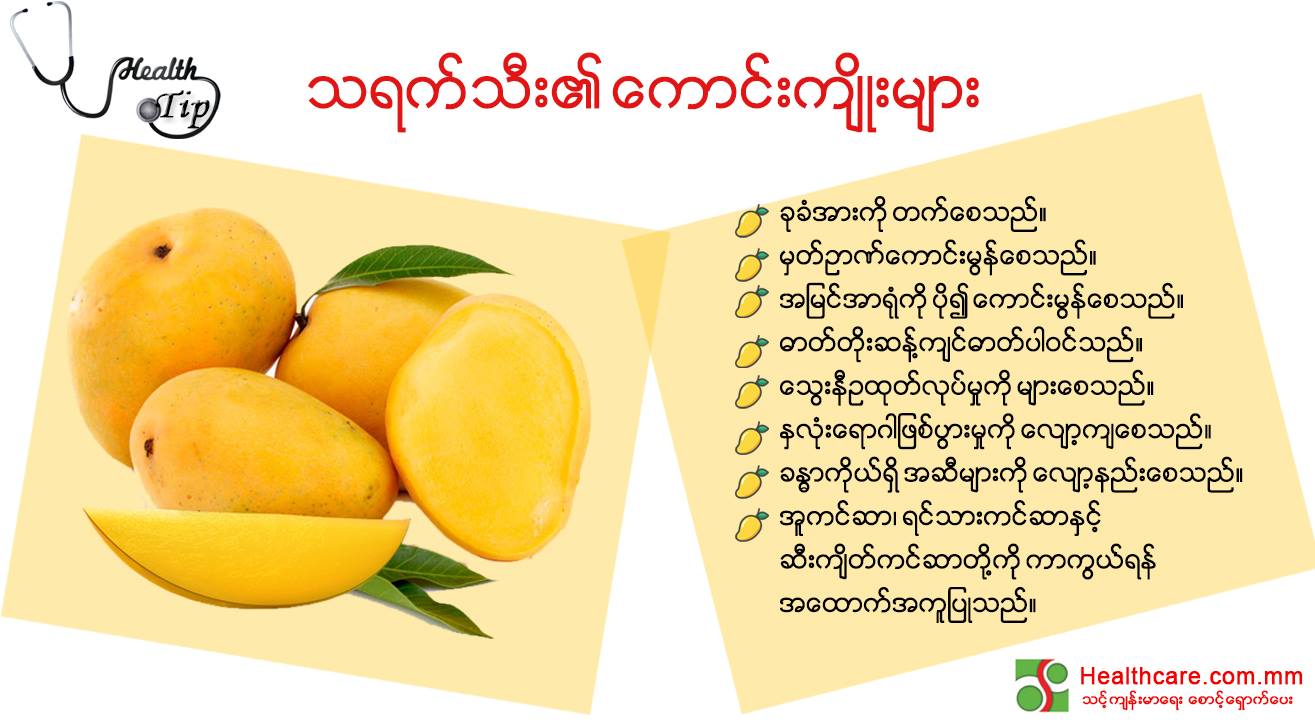 Health
Tip
သရက်သီး၏ ကောင်းကျိုးများ
ခုခံအားကို တက်စေသည်။
မှတ်ဉာဏ်ကောင်းမွန်စေသည်။
အမြင်အာရုံကို ပို၍ ကောင်းမွန်စေသည်။
ဓာတ်တိုးဆန့်ကျင်ဓာတ်ပါဝင်သည်။
သွေးနီဥထုတ်လုပ်မှုကို များစေသည်။
နှလုံးရောဂါဖြစ်ပွားမှုကို လျော့ကျစေသည်။
ခန္ဓာကိုယ်ရှိ အဆီများကို လျော့နည်းစေသည်။
အူကင်ဆာ၊ ရင်သားကင်ဆာနှင့်
ဆီးကျိတ်ကင်ဆာတို့ကို ကာကွယ်ရန်
အထောက်အကူပြုသည်။
Healthcare.com.mm
သင့်ကျန်းမာရေး စောင့်ရှောက်ပေး